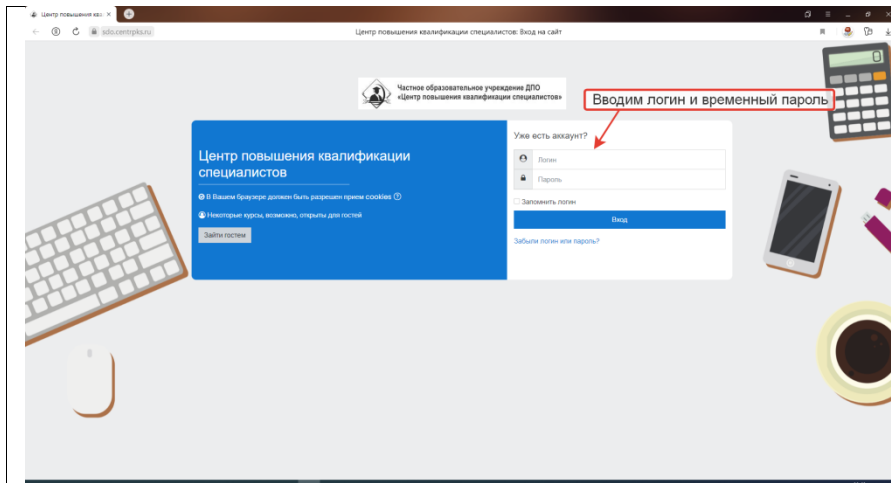 Центр повышения ква
sdo.centrpks.ru
Центр повышения квалификации специалистов: Вход на сайт
Частное образовательное учреждение ДПО
«Центр повышения квалификации специалистов»
Вводим логин и временный пароль
Уже есть аккаунт?
Логин
Пароль
Запомнить логин
Вход
Забыли логин или пароль?
Центр повышения квалификации
специалистов
В Вашем браузере должен быть разрешен прием cookies
Некоторые курсы, возможно, открыты для гостей
Зайти гостем
0